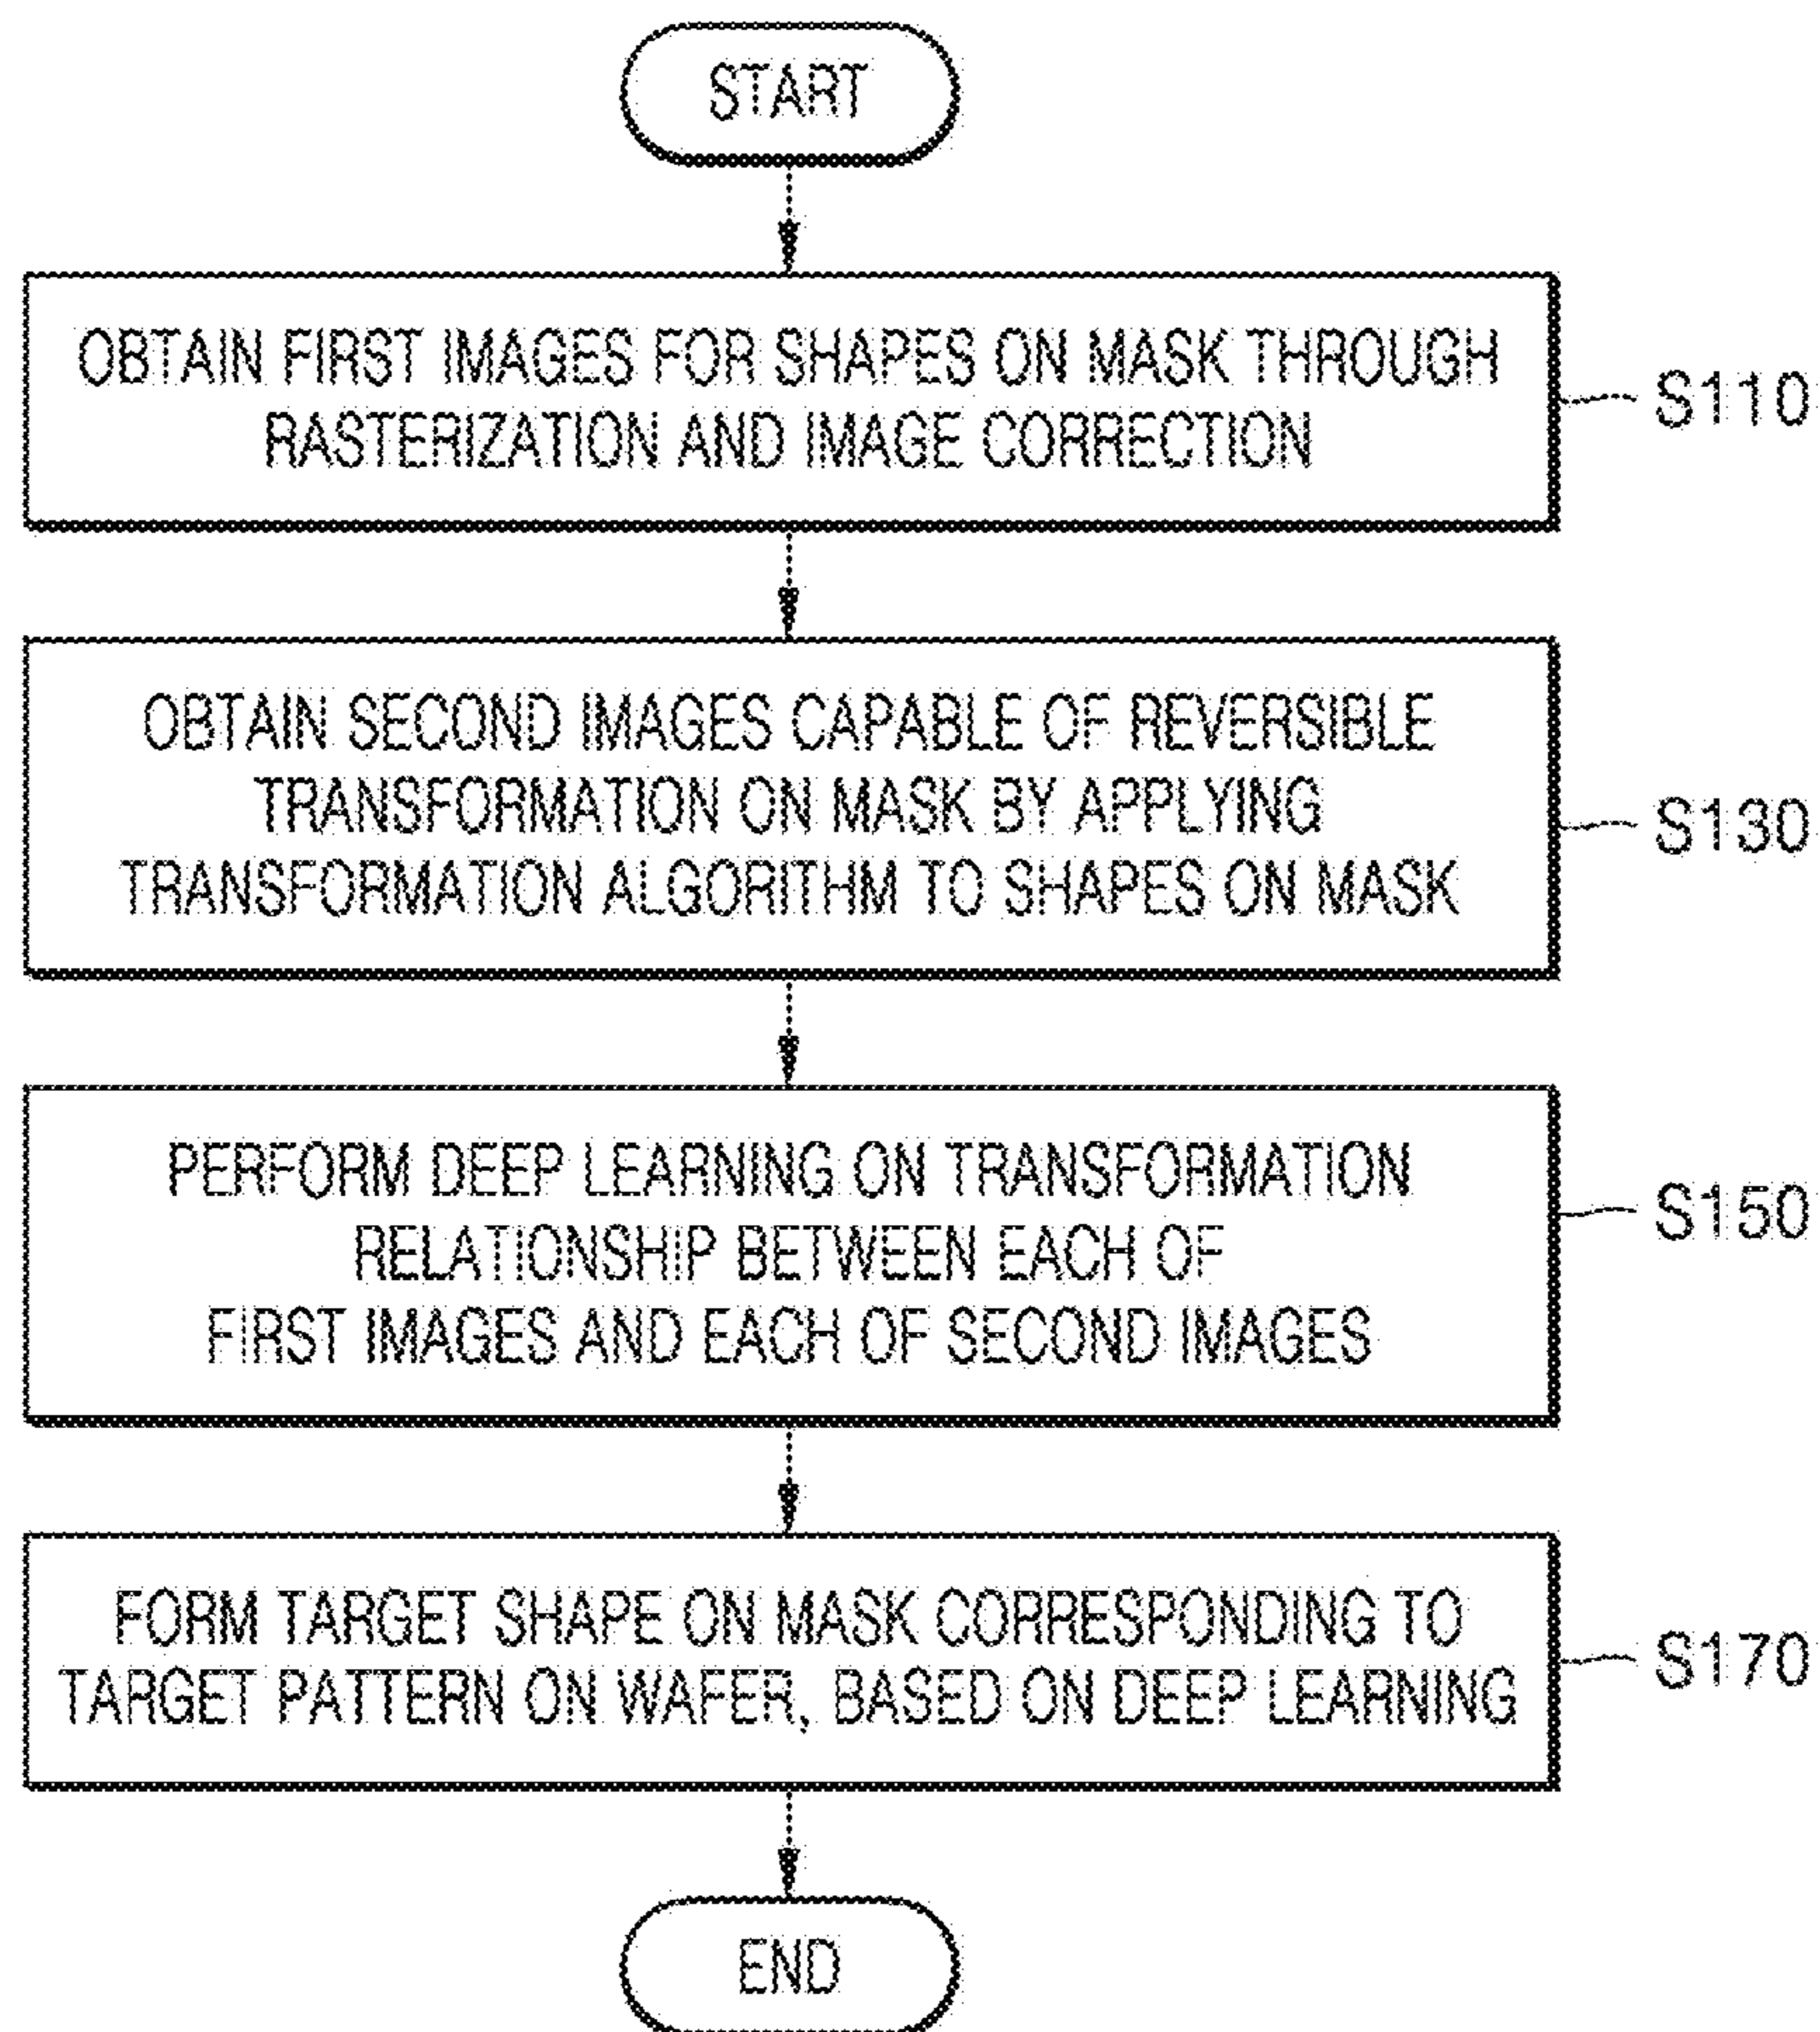 START
OBTAIN FIRST IMAGES FOR SHAPES ON MASK THROUGH
RASTERIZATION AND IMAGE CORRECTION
S110
OBTAIN SECOND IMAGES CAPABLE OF REVERSIBLE
TRANSFORMATION ON MASK BY APPLYING
TRANSFORMATION ALGORITHM TO SHAPES ON MASK
S130
PERFORM DEEP LEARNING ON TRANSFORMATION
RELATIONSHIP BETWEEN EACH OF
FIRST IMAGES AND EACH OF SECOND IMAGES
S150
FORM TARGET SHAPE ON MASK CORRESPONDING TO
TARGET PATTERN ON WAFER, BASED ON DEEP LEARNING
S170
END